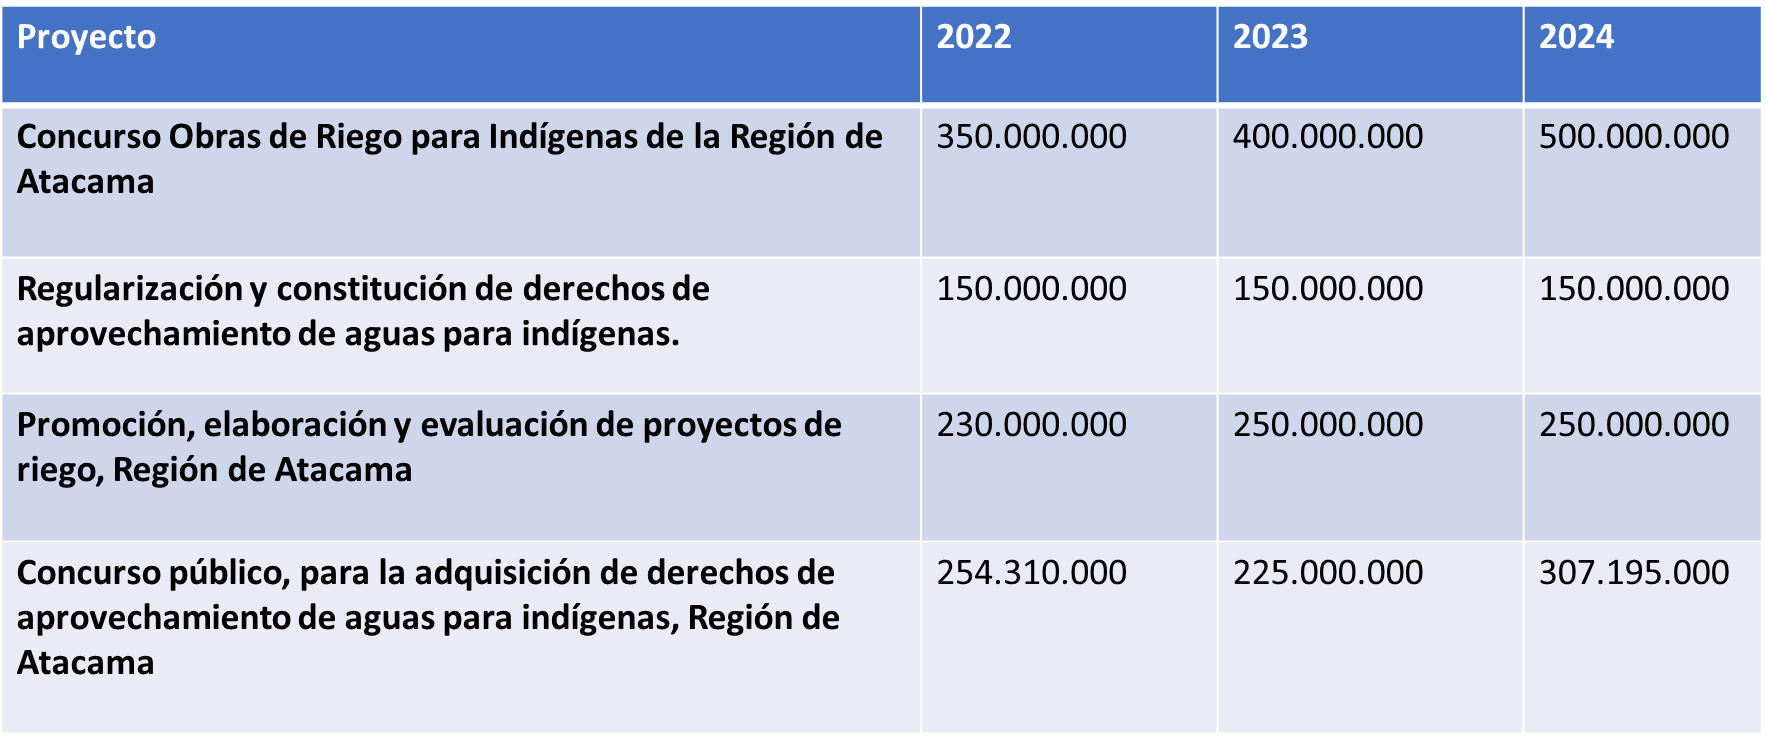 Proyecto 2022 2023 2024
Concurso Obras de Riego para Indígenas de la Región de 350.000.000 400.000.000 500.000.000
Atacama
Regularización y constitución de derechos de 150.000.000 150.000.000 150.000.000
aprovechamiento de aguas para indígenas.
Promoción, elaboración y evaluación de proyectos de 230.000.000 250.000.000 250.000.000
riego, Región de Atacama
Concurso público, para la adquisición de derechos de 254.310.000 225.000.000 307.195.000
aprovechamiento de aguas para indígenas, Región de
Atacama